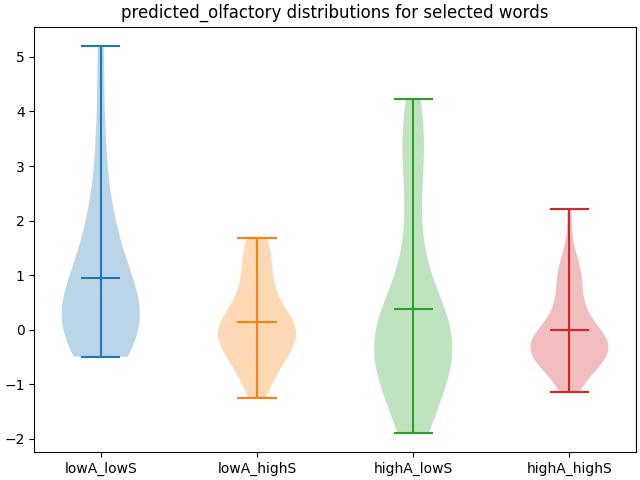 predicted_olfactory distributions for selected words
5
4
3
2
1
0
−1
−2
lowA_lowS
lowA_highS
highA_lowS
highA_highS